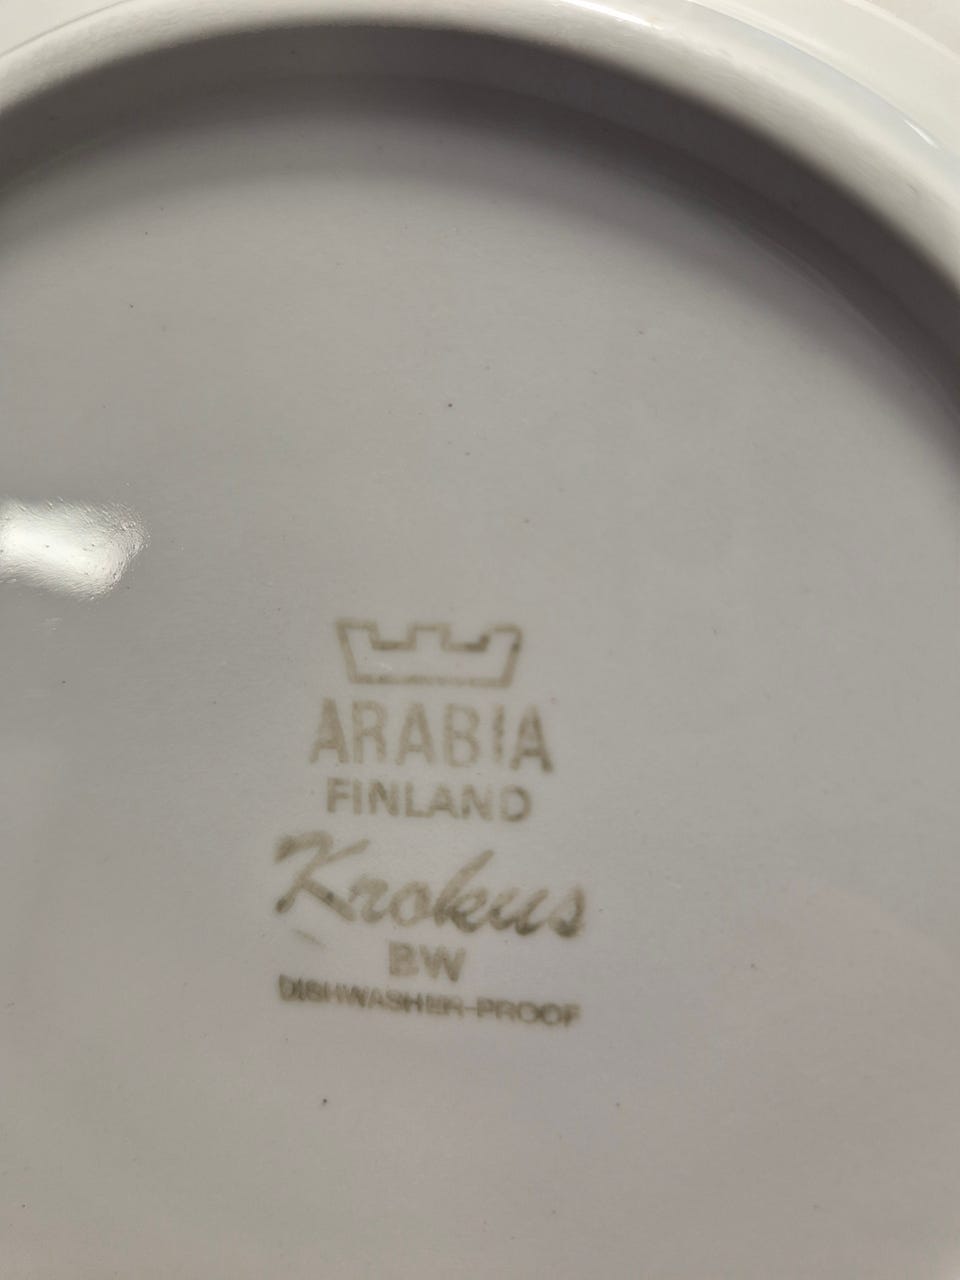 ARABIA
FINLAND
Krokus
BW
DISHWASHER-PROOF